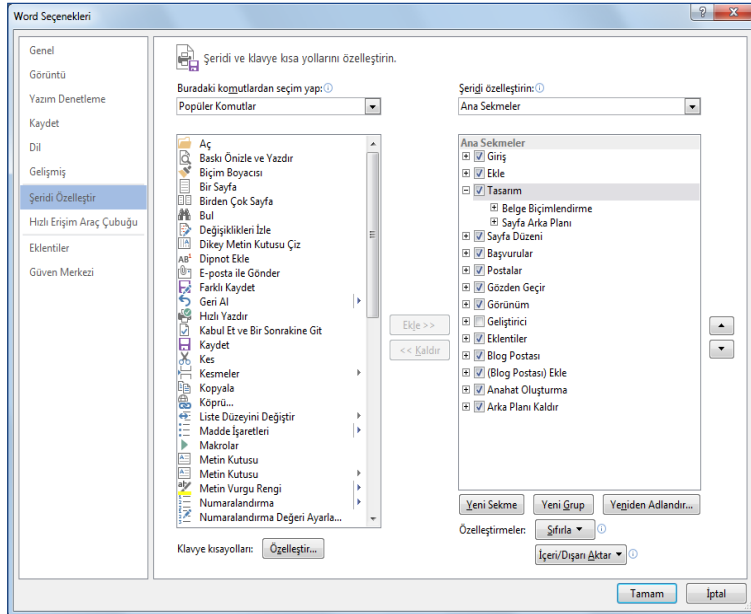 Word Seçenekleri
Genel
Görüntü
Yazım Denetleme
Kaydet
Dil
Gelişmiş
Şeridi Özelleştir
Hızlı Erişim Araç Çubuğu
Eklentiler
Güven Merkezi
Şeridi ve klavye kısa yollarını özelleştirin.
Buradaki komutlardan seçim yap:
Popüler Komutlar
Aç
Baskı Önizle ve Yazdır
Biçim Boyacısı
Bir Sayfa
Birden Çok Sayfa
Bul
Değişiklikleri İzle
Dikey Metin Kutusu Çiz
AB¹ Dipnot Ekle
E-posta ile Gönder
Farklı Kaydet
Geri Al
Hızlı Yazdır
Kabul Et ve Bir Sonrakine Git
Kaydet
Kes
Kesmeler
Kopyala
Köprü...
Liste Düzeyini Değiştir
Madde İşaretleri
Makrolar
Metin Kutusu
Metin Kutusu
Metin Vurgu Rengi
Numaralandırma
Numaralandırma Değeri Ayarla...
Klavye kısayolları: Özelleştir...
Ekle >>
<< Kaldır
Şeridi özelleştirin:
Ana Sekmeler
Ana Sekmeler
Giriş
Ekle
Tasarım
Belge Biçimlendirme
Sayfa Arka Planı
Sayfa Düzeni
Başvurular
Postalar
Gözden Geçir
Görünüm
Geliştirici
Eklentiler
Blog Postası
(Blog Postası) Ekle
Anahat Oluşturma
Arka Planı Kaldır
Yeni Sekme Yeni Grup Yeniden Adlandır...
Özelleştirmeler: Sıfırla
İçeri/Dışarı Aktar
Tamam İptal